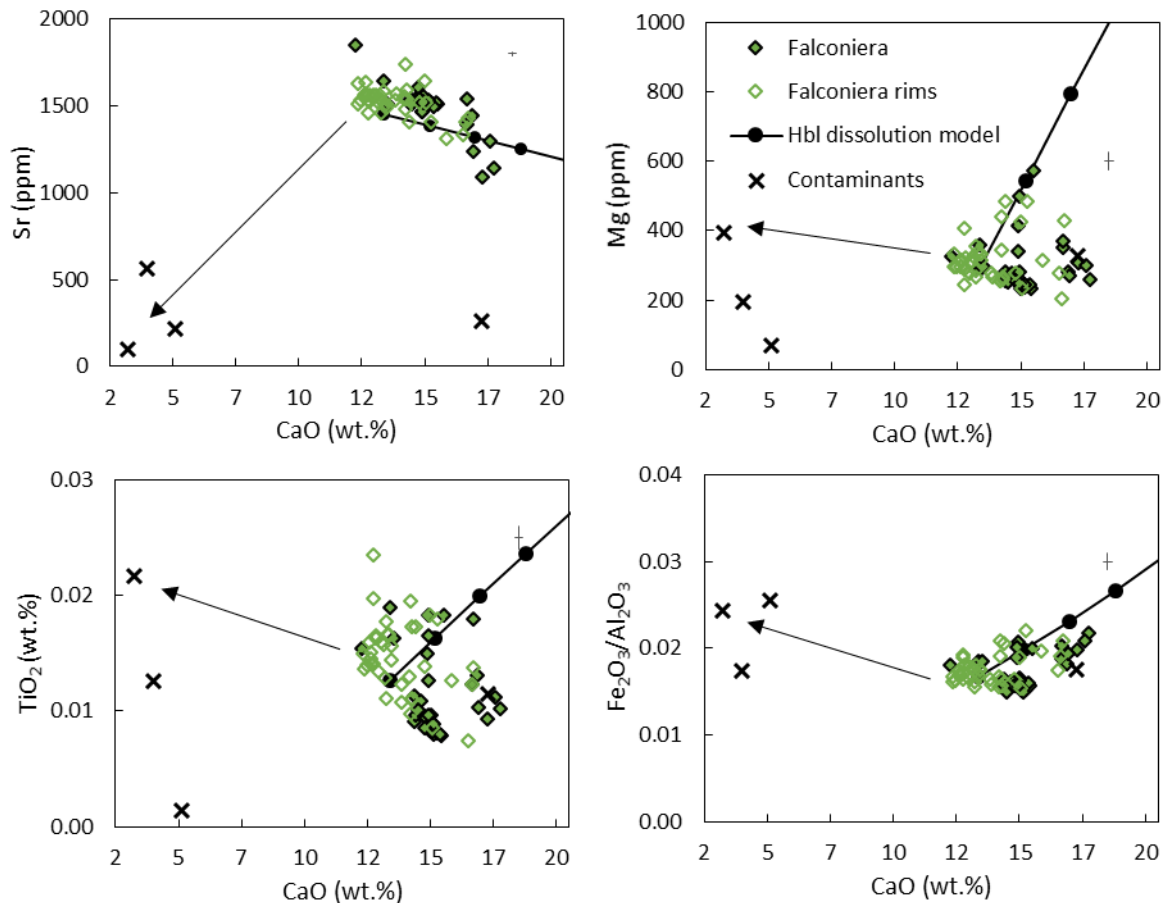 2000
1500
1000
500
0
Sr (ppm)
2 5 7 10 12 15 17 20
CaO (wt.%)
1000
800
600
400
200
0
Mg (ppm)
Falconiera
Falconiera rims
Hbl dissolution model
Contaminants
2 5 7 10 12 15 17 20
CaO (wt.%)
0.03
0.02
0.01
0.00
TiO2 (wt.%)
2 5 7 10 12 15 17 20
CaO (wt.%)
0.04
0.03
0.02
0.01
0.00
Fe2O3/Al2O3
2 5 7 10 12 15 17 20
CaO (wt.%)